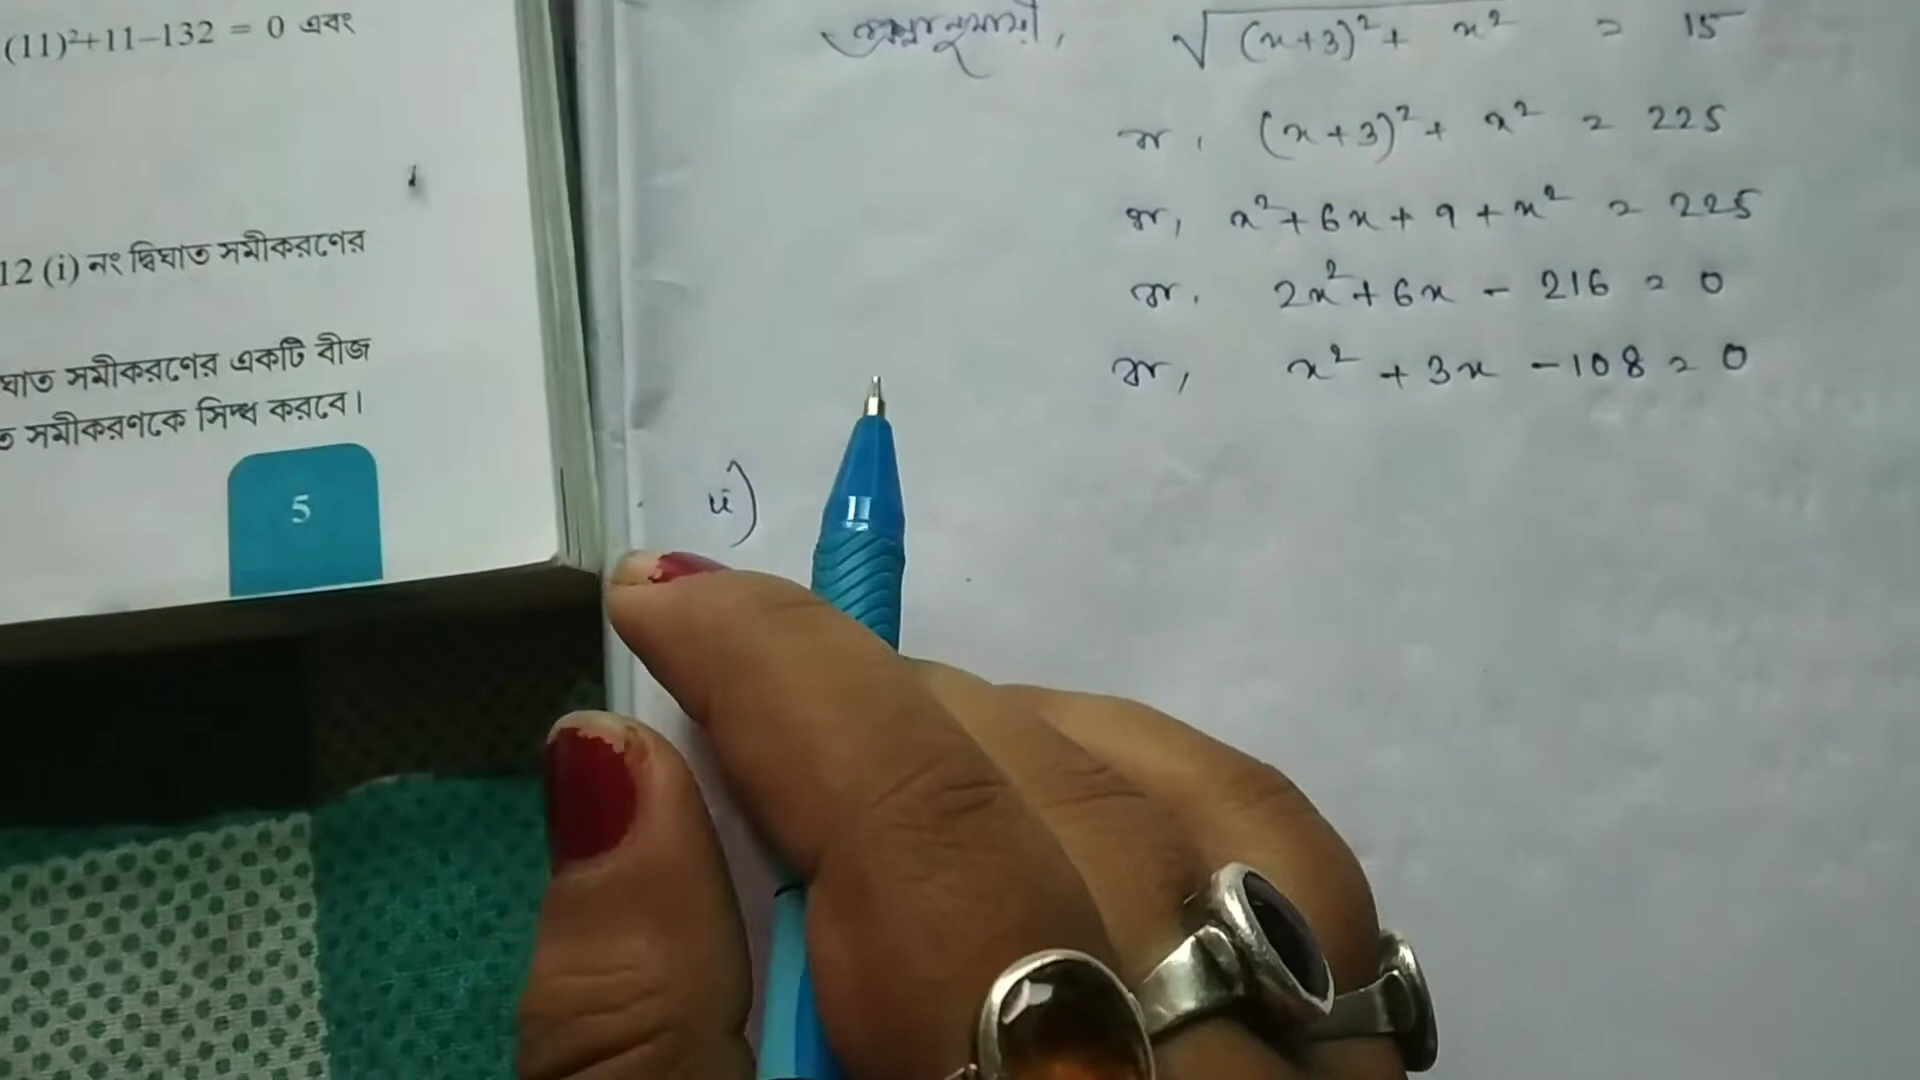 (11)²+11–132 = 0 এবং
12 (i) নং দ্বিঘাত সমীকরণের
ঘাত সমীকরণের একটি বীজ
ত সমীকরণকে সিদ্ধ করবে।
5
প্রশ্নানুযায়ী, √(x+3)²+ x² = 15
বা, (x+3)²+ x² = 225
বা, x²+6x+9+x² = 225
বা, 2x²+6x - 216 = 0
বা, x² + 3x - 108 = 0
ii)